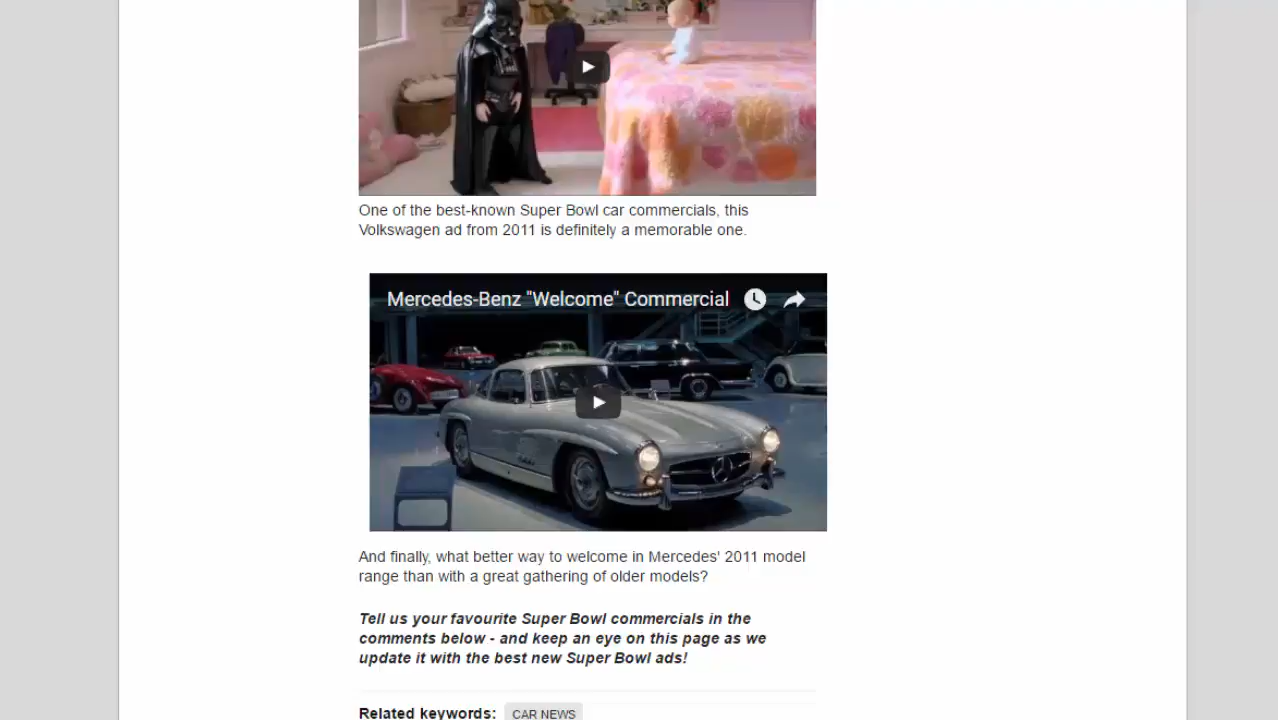 One of the best-known Super Bowl car commercials, this
Volkswagen ad from 2011 is definitely a memorable one.
Mercedes-Benz "Welcome" Commercial
And finally, what better way to welcome in Mercedes' 2011 model
range than with a great gathering of older models?
Tell us your favourite Super Bowl commercials in the
comments below - and keep an eye on this page as we
update it with the best new Super Bowl ads!
Related keywords: CAR NEWS